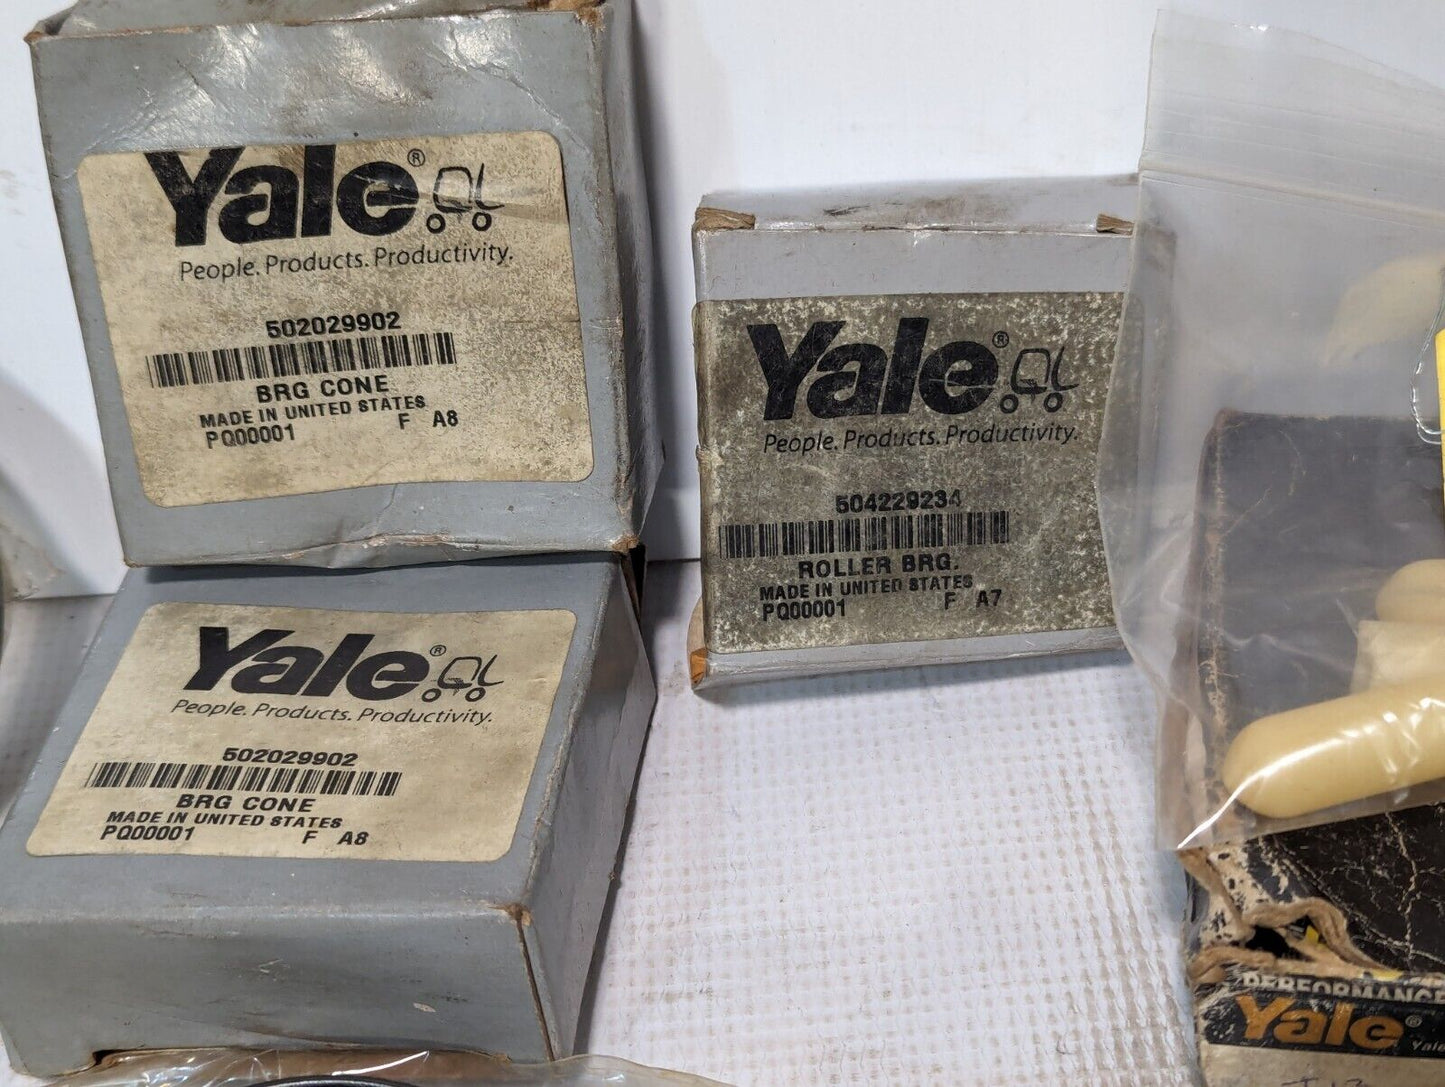 Yale®
People. Products. Productivity.
502029902
BRG CONE
MADE IN UNITED STATES
PQ00001 F A8
Yale®
People. Products. Productivity.
502029902
BRG CONE
MADE IN UNITED STATES
PQ00001 F A8
Yale®
People. Products. Productivity.
504229234
ROLLER BRG.
MADE IN UNITED STATES
PQ00001 F A7
PERFORMANCE
Yale®
Yale